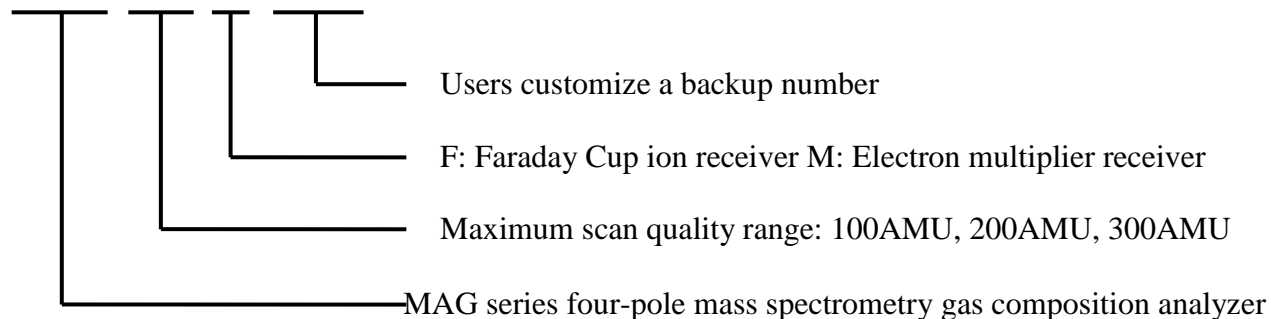 Users customize a backup number
F: Faraday Cup ion receiver M: Electron multiplier receiver
Maximum scan quality range: 100AMU, 200AMU, 300AMU
MAG series four-pole mass spectrometry gas composition analyzer